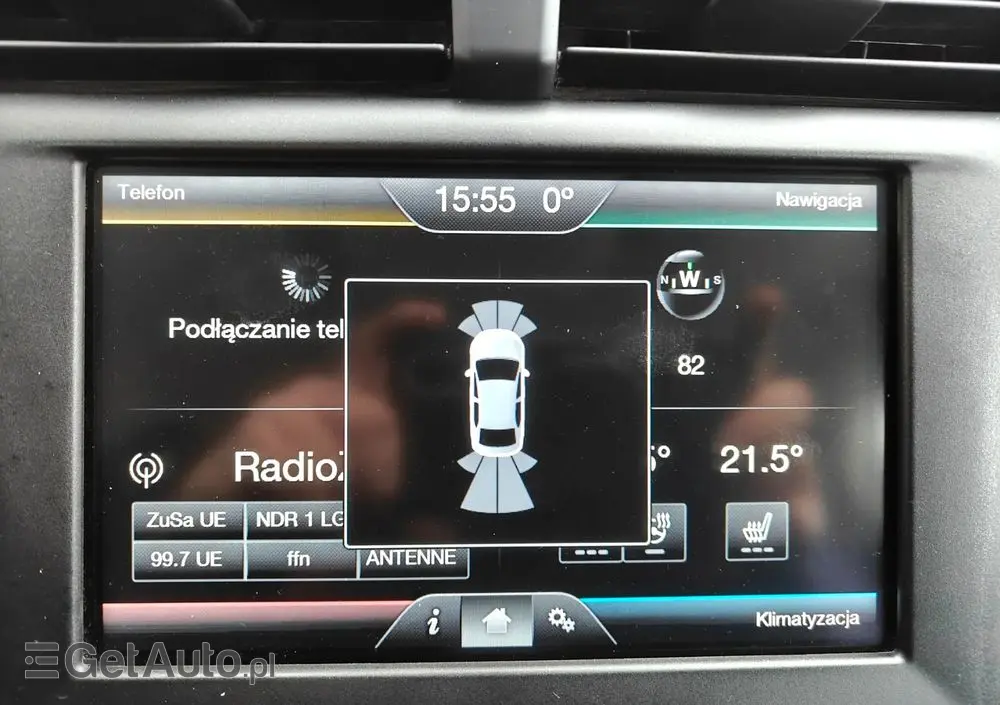 Telefon
15:55 0°
Nawigacja
N W S
Podłączanie tel
82
Radio
21.5°
ZuSa UE
NDR 1 LG
99.7 UE
ffn
ANTENNE
i
Klimatyzacja
GetAuto.pl